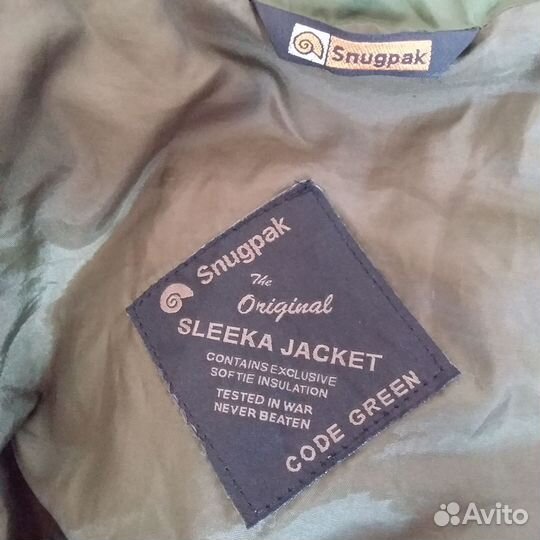 Snugpak
Snugpak
The
Original
SLEEKA JACKET
CONTAINS EXCLUSIVE
SOFTIE INSULATION
TESTED IN WAR
NEVER BEATEN
CODE GREEN
Avito